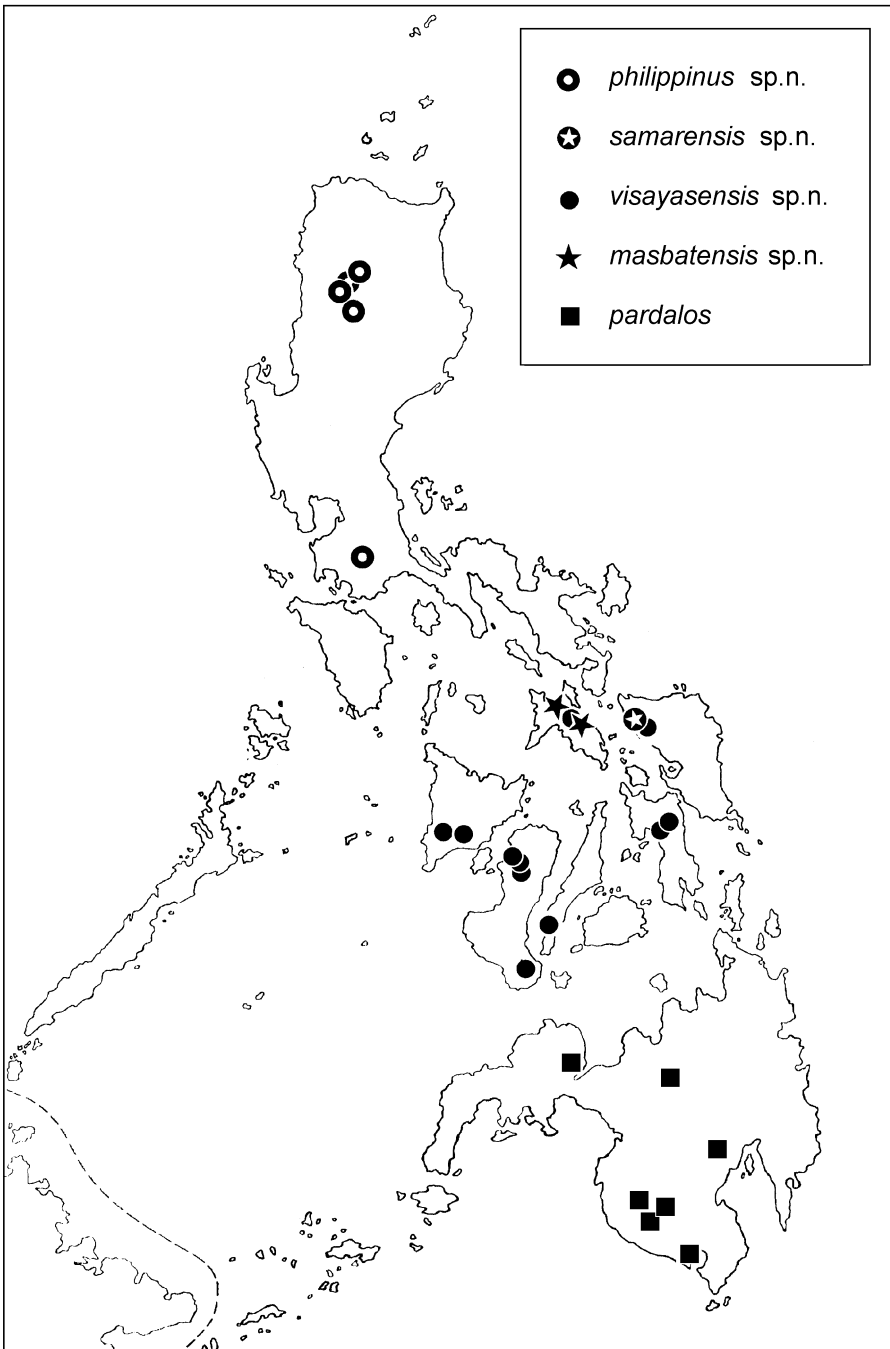 philippinus sp.n.
samarensis sp.n.
visayasensis sp.n.
masbatensis sp.n.
pardalos